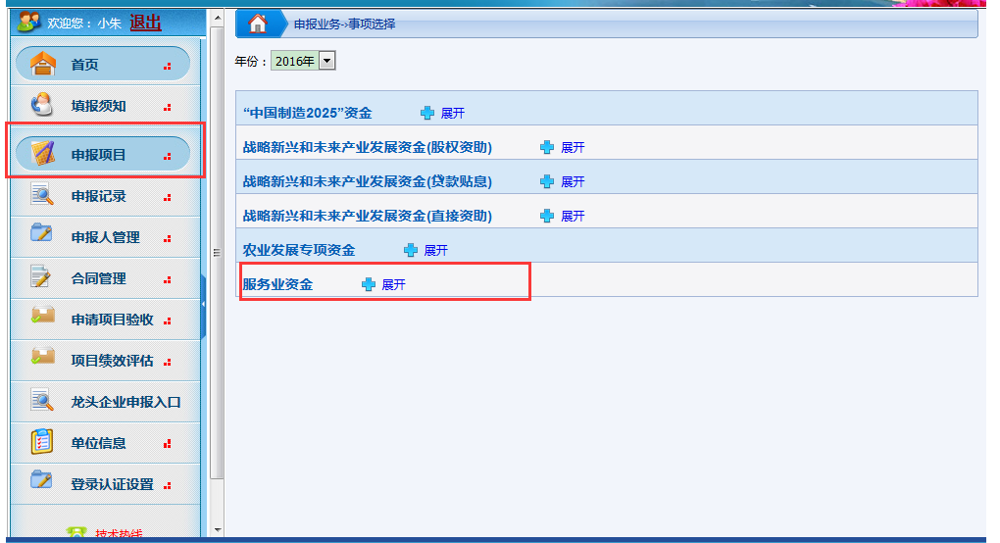 欢迎您：小朱 退出
首页
填报须知
申报项目
申报记录
申报人管理
合同管理
申请项目验收
项目绩效评估
龙头企业申报入口
单位信息
登录认证设置
技术热线
申报业务->事项选择
年份：2016年
“中国制造2025”资金 展开
战略新兴和未来产业发展资金(股权资助) 展开
战略新兴和未来产业发展资金(贷款贴息) 展开
战略新兴和未来产业发展资金(直接资助) 展开
农业发展专项资金 展开
服务业资金 展开